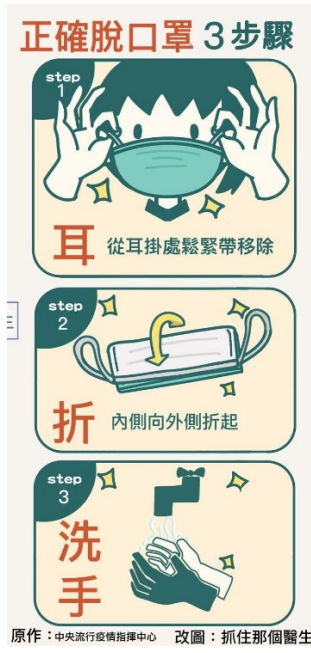 正確脫口罩 3步驟
step
1
耳 從耳掛處鬆緊帶移除
step
2
折 內側向外側折起
step
3
洗
手
原作：中央流行疫情指揮中心 改圖：抓住那個醫生